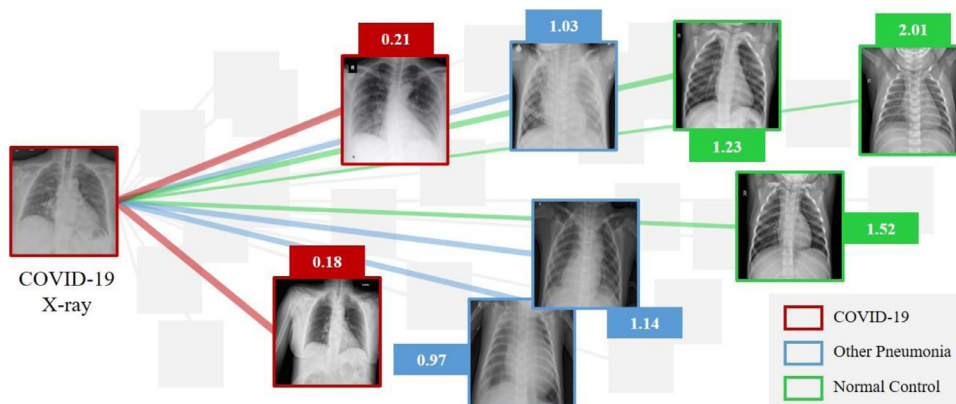 0.21
1.03
2.01
1.23
COVID-19
X-ray
0.18
1.52
1.14
0.97
COVID-19
Other Pneumonia
Normal Control